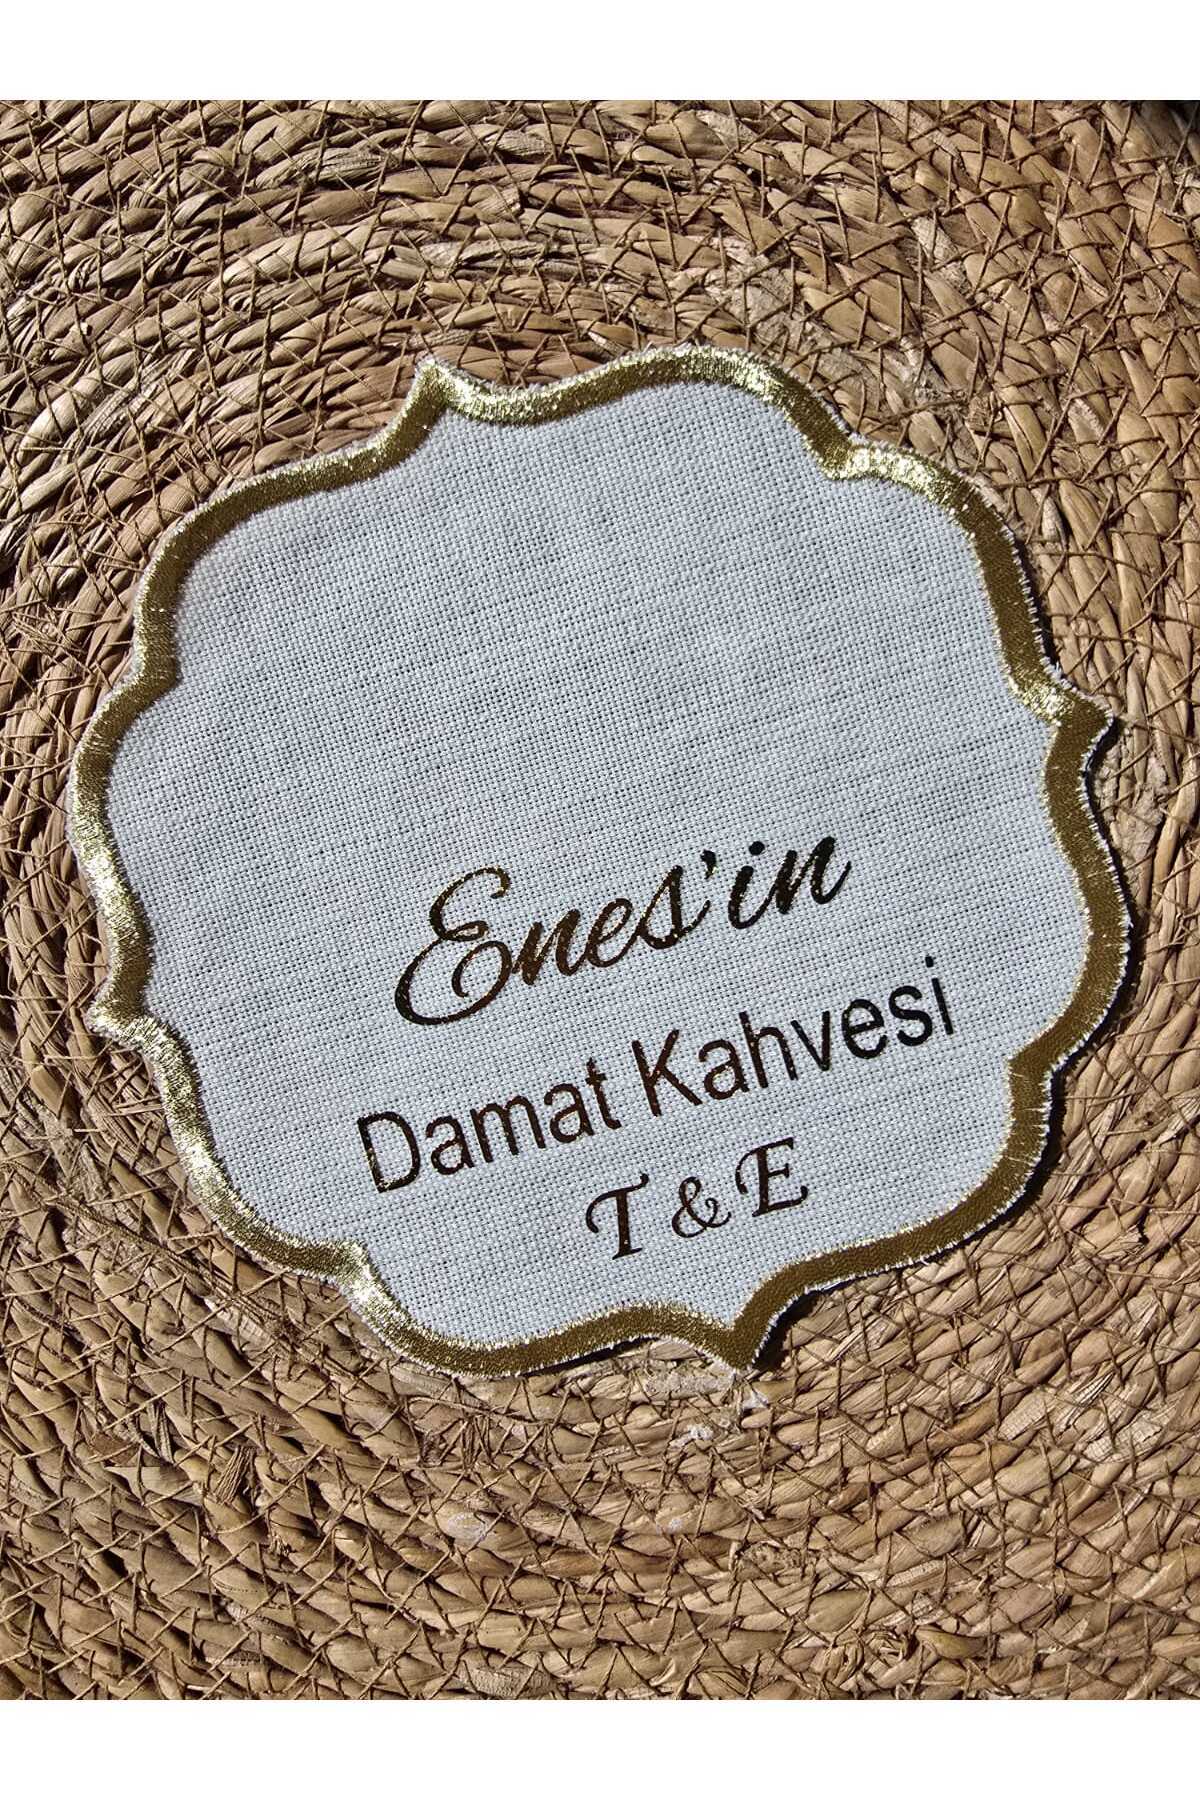 Enes'in
Damat Kahvesi
T & E